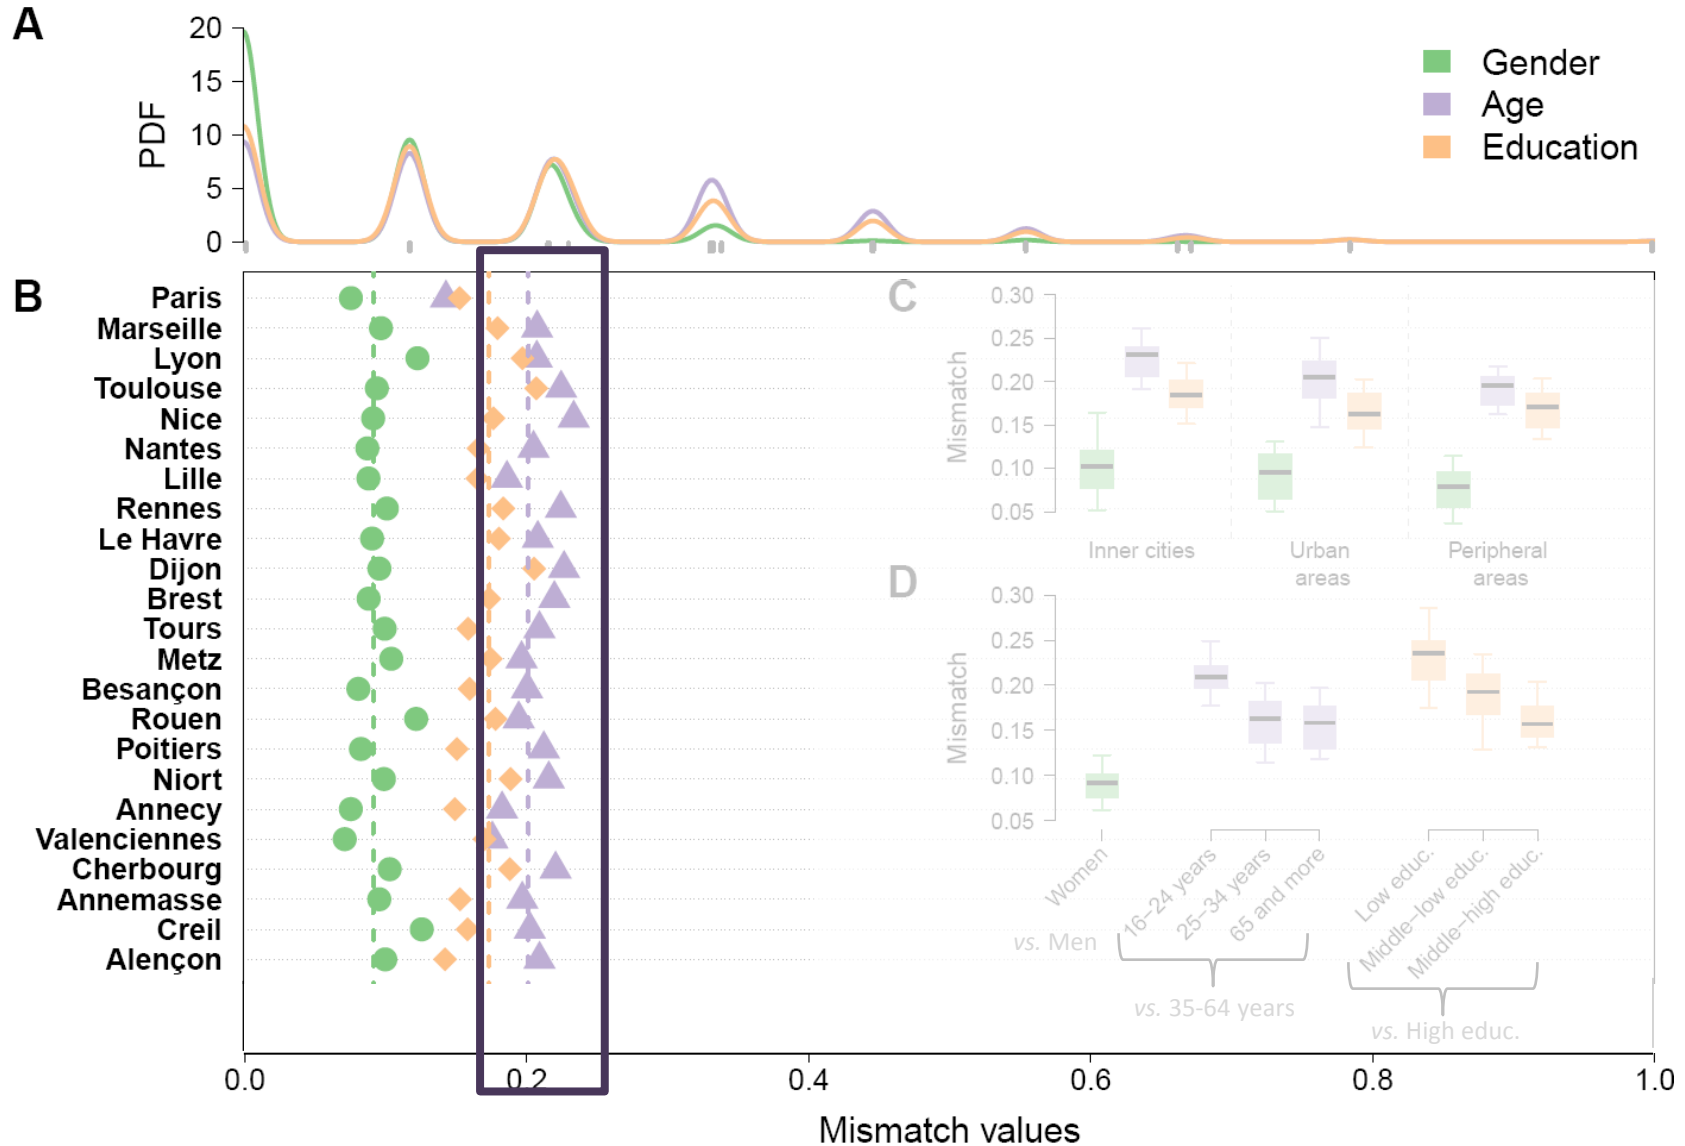 A
20
15
10
5
0
PDF
Gender
Age
Education
B
Paris
Marseille
Lyon
Toulouse
Nice
Nantes
Lille
Rennes
Le Havre
Dijon
Brest
Tours
Metz
Besançon
Rouen
Poitiers
Niort
Annecy
Valenciennes
Cherbourg
Annemasse
Creil
Alençon
C
Mismatch
0.30
0.25
0.20
0.15
0.10
0.05
Inner cities
Urban
areas
Peripheral
areas
D
Mismatch
0.30
0.25
0.20
0.15
0.10
0.05
Women
16−24 years
25−34 years
65 and more
Low educ.
Middle−low educ.
Middle−high educ.
vs. Men
vs. 35-64 years
vs. High educ.
0.0 0.2 0.4 0.6 0.8 1.0
Mismatch values